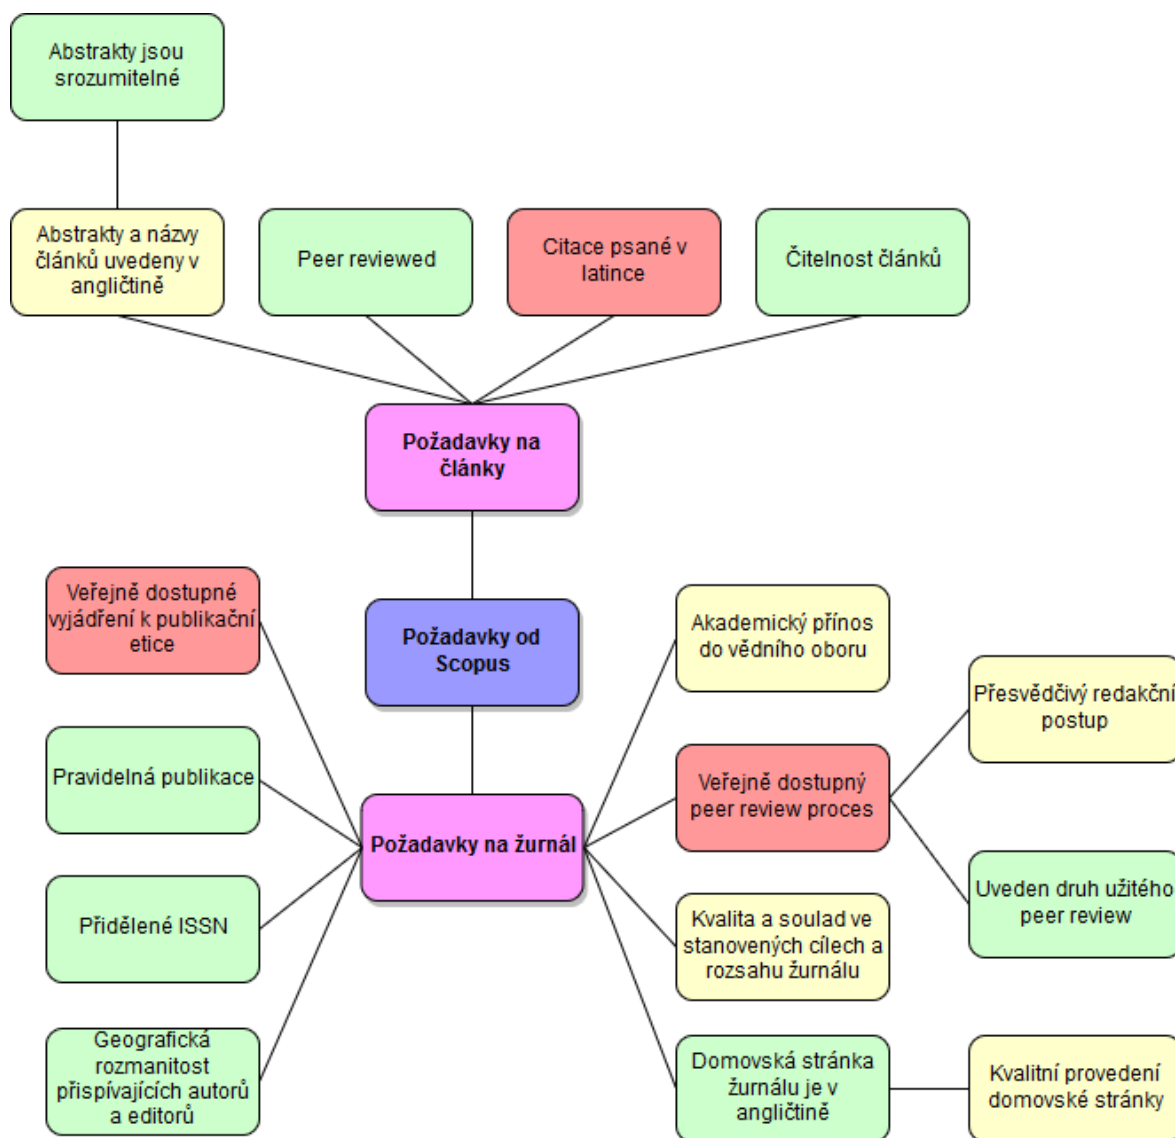 Abstrakty jsou
srozumitelné
Abstrakty a názvy
článků uvedeny v
angličtině
Peer reviewed
Citace psané v
latince
Čitelnost článků
Požadavky na
články
Veřejně dostupné
vyjádření k publikační
etice
Požadavky od
Scopus
Akademický přínos
do vědního oboru
Přesvědčivý redakční
postup
Pravidelná publikace
Veřejně dostupný
peer review proces
Požadavky na žurnál
Uveden druh užitého
peer review
Přidělené ISSN
Kvalita a soulad ve
stanovených cílech a
rozsahu žurnálu
Geografická
rozmanitost
přispívajících autorů
a editorů
Domovská stránka
žurnálu je v
angličtině
Kvalitní provedení
domovské stránky